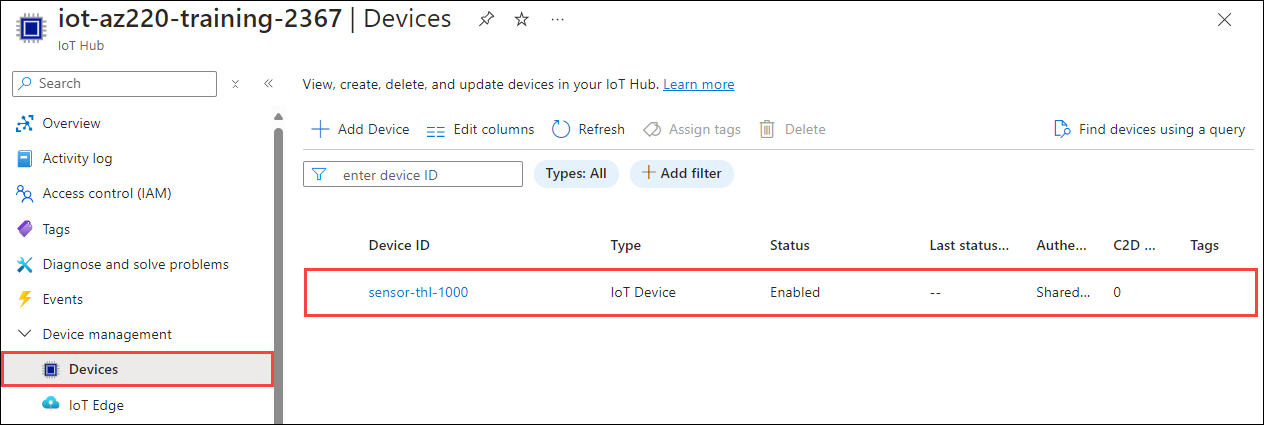 iot-az220-training-2367 | Devices
IoT Hub
Search
Overview
Activity log
Access control (IAM)
Tags
Diagnose and solve problems
Events
Device management
Devices
IoT Edge
View, create, delete, and update devices in your IoT Hub. Learn more
Add Device Edit columns Refresh Assign tags Delete Find devices using a query
enter device ID Types: All Add filter
Device ID Type Status Last status... Authe... C2D ... Tags
sensor-thl-1000 IoT Device Enabled -- Shared... 0